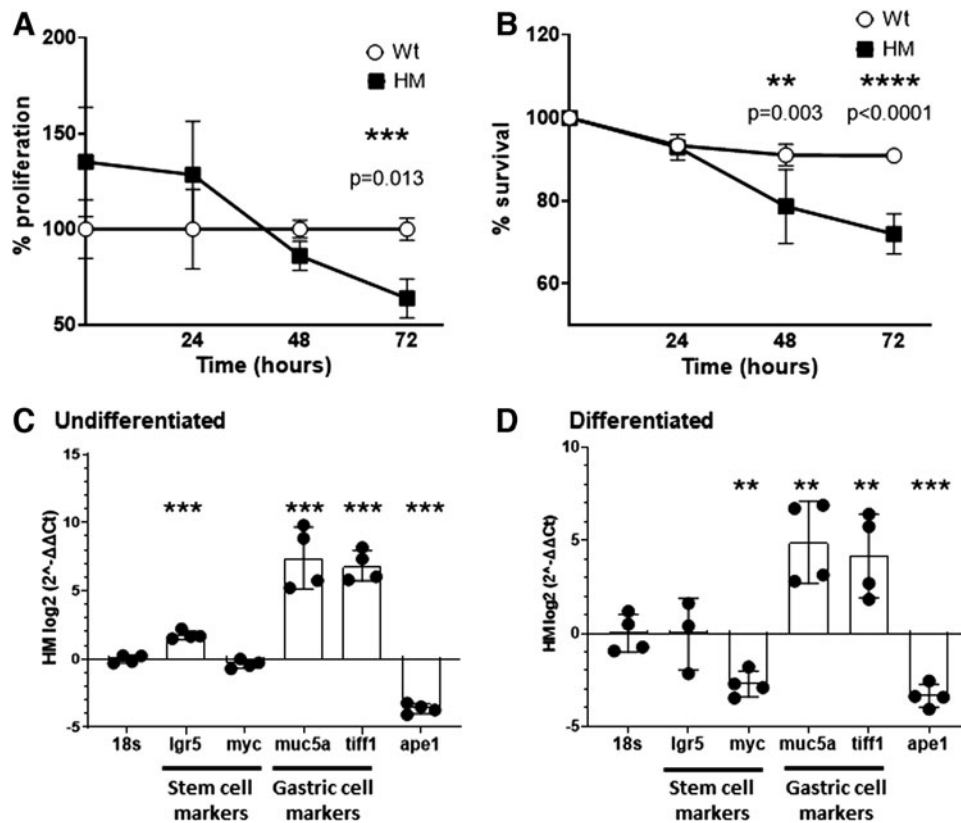 A
200
150
100
50
% proliferation
Wt
HM
***
p=0.013
24 48 72
Time (hours)
B
120
100
80
60
% survival
Wt
HM
** ****
p=0.003 p<0.0001
24 48 72
Time (hours)
C Undifferentiated
15
10
5
0
-5
HM log2 (2^-ΔΔCt)
*** *** *** ***
18s lgr5 myc muc5a tiff1 ape1
Stem cell
markers
Gastric cell
markers
D Differentiated
10
5
0
-5
HM log2 (2^-ΔΔCt)
** ** ** ***
18s lgr5 myc muc5a tiff1 ape1
Stem cell
markers
Gastric cell
markers